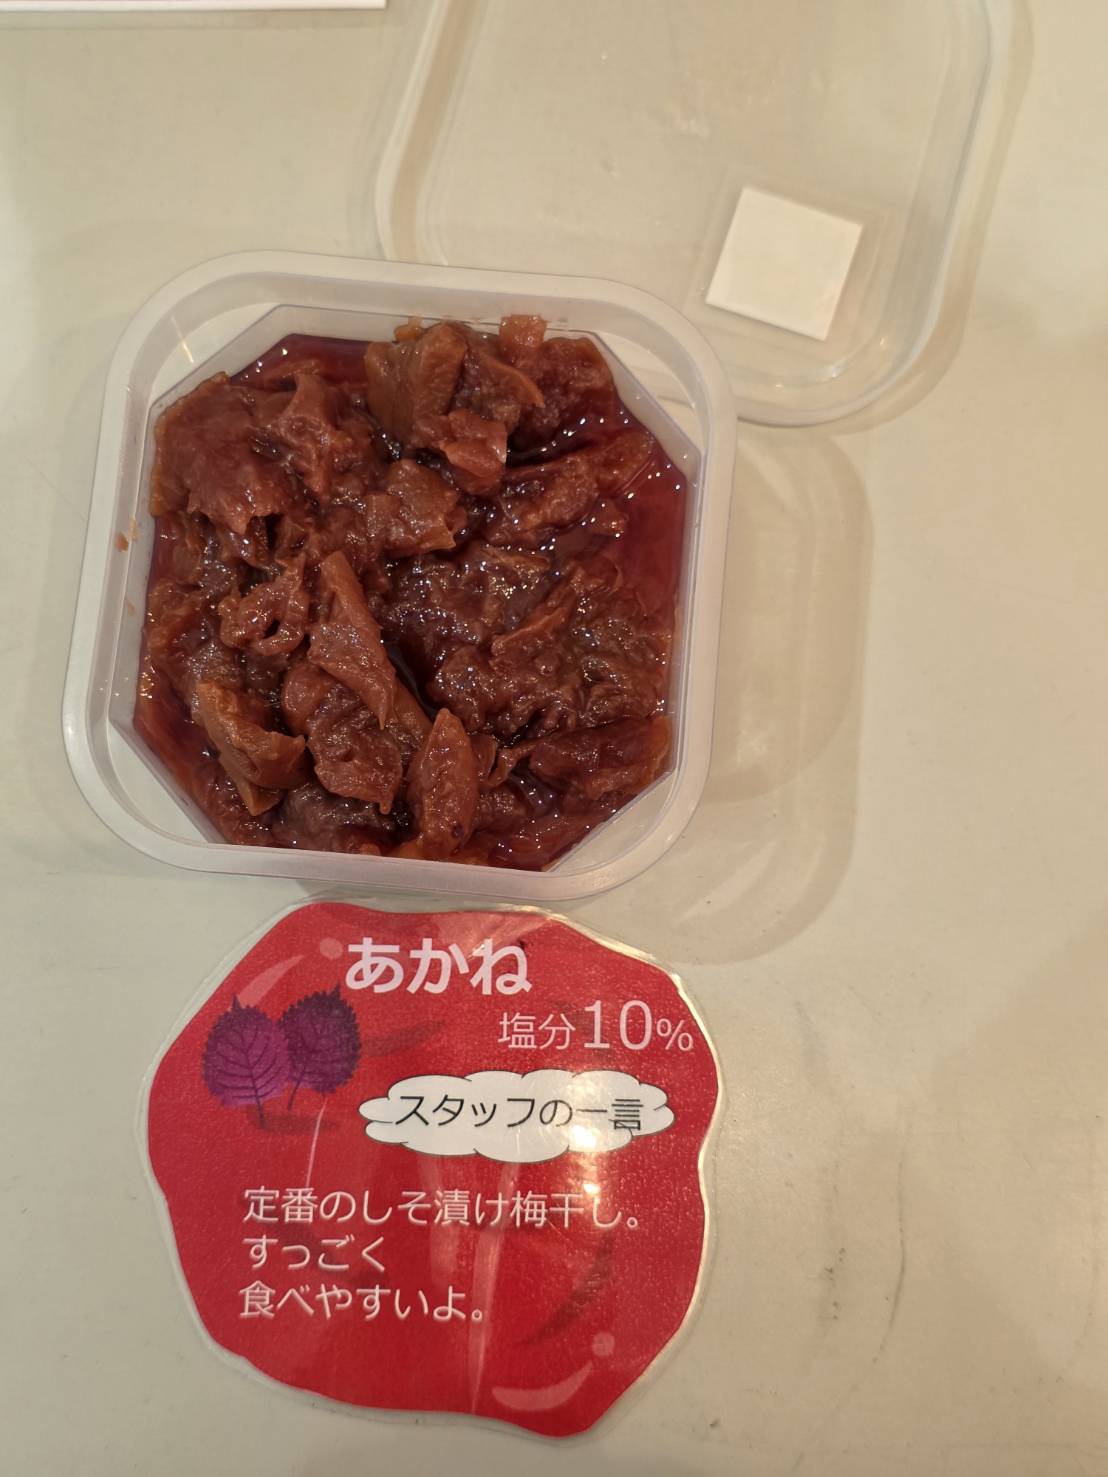 あかね
塩分10%
スタッフの一言
定番のしそ漬け梅干し。
すっごく
食べやすいよ。